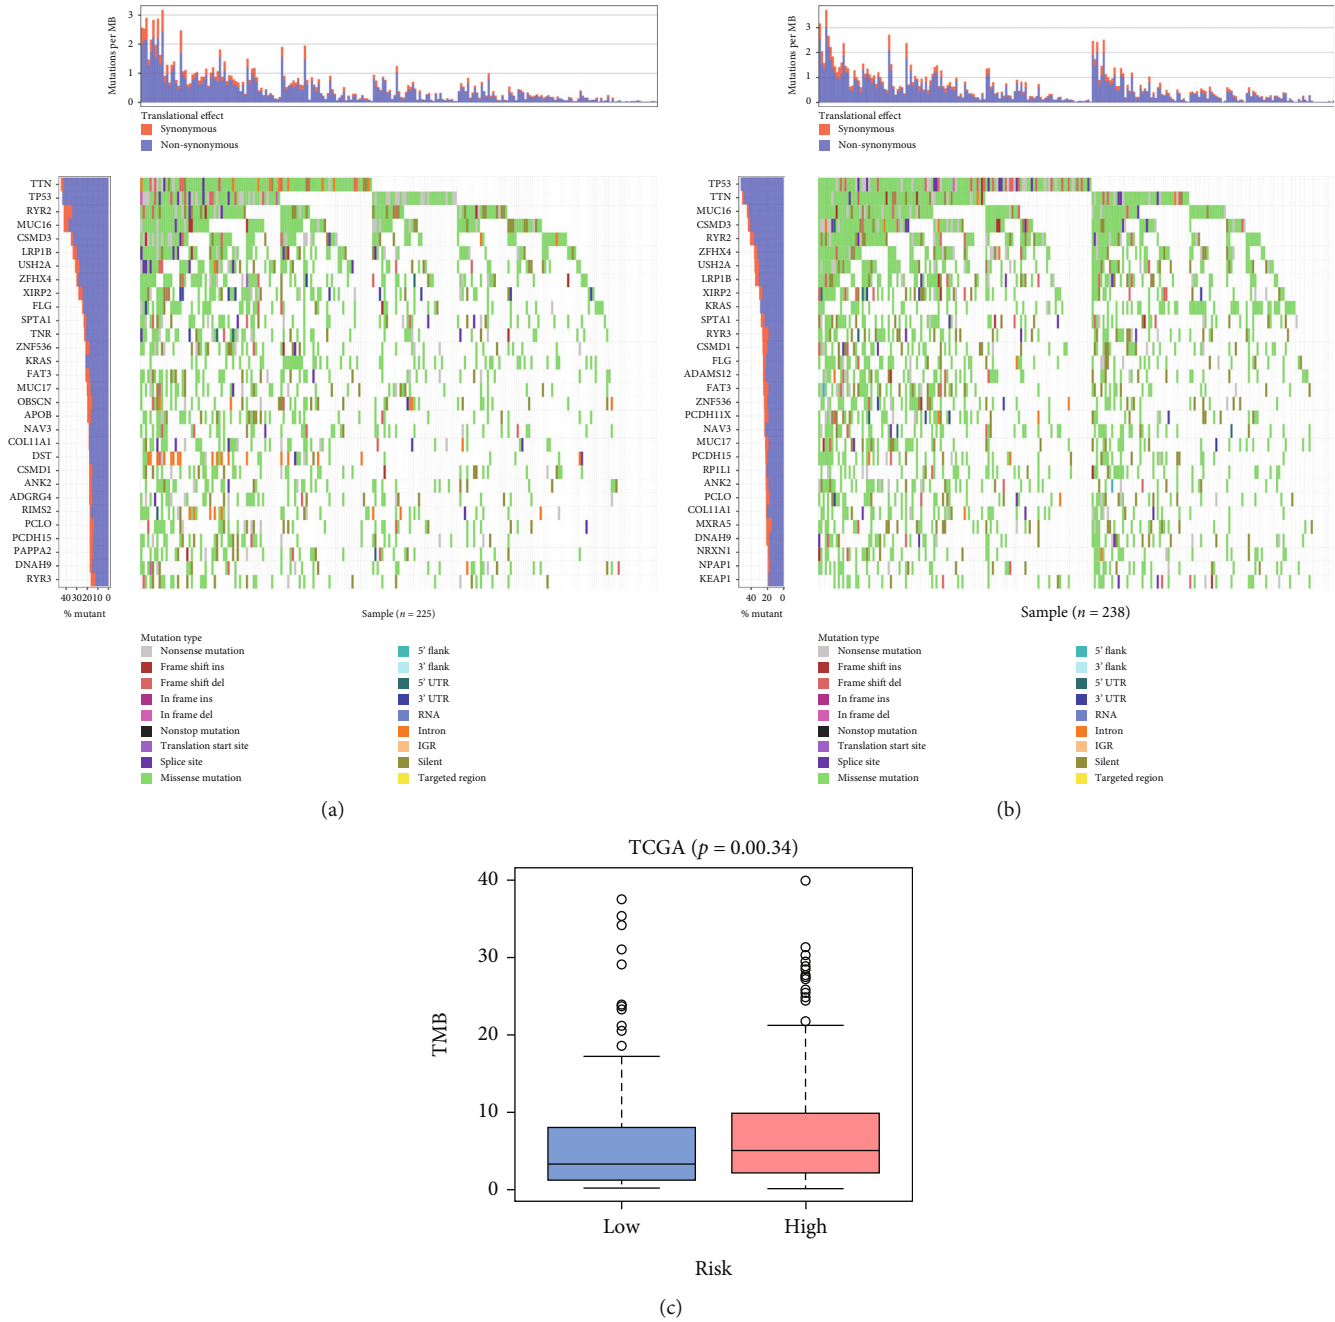 Mutations per MB
3
2
1
0
Translational effect
Synonymous
Non-synonymous
TTN
TP53
RYR2
MUC16
CSMD3
LRP1B
USH2A
ZFHX4
XIRP2
FLG
SPTA1
TNR
ZNF536
KRAS
FAT3
MUC17
OBSCN
APOB
NAV3
COL11A1
DST
CSMD1
ANK2
ADGRG4
RIMS2
PCLO
PCDH15
PAPPA2
DNAH9
RYR3
40 30 20 10 0
% mutant
Sample (n = 225)
Mutation type
Nonsense mutation
Frame shift ins
Frame shift del
In frame ins
In frame del
Nonstop mutation
Translation start site
Splice site
Missense mutation
5' flank
3' flank
5' UTR
3' UTR
RNA
Intron
IGR
Silent
Targeted region
(a)
Mutations per MB
3
2
1
0
Translational effect
Synonymous
Non-synonymous
TP53
TTN
MUC16
CSMD3
RYR2
ZFHX4
USH2A
LRP1B
XIRP2
KRAS
SPTA1
RYR3
CSMD1
FLG
ADAMS12
FAT3
ZNF536
PCDH11X
NAV3
MUC17
PCDH15
RP1L1
ANK2
PCLO
COL11A1
MXRA5
DNAH9
NRXN1
NPAP1
KEAP1
40 20 0
% mutant
Sample (n = 238)
Mutation type
Nonsense mutation
Frame shift ins
Frame shift del
In frame ins
In frame del
Nonstop mutation
Translation start site
Splice site
Missense mutation
5' flank
3' flank
5' UTR
3' UTR
RNA
Intron
IGR
Silent
Targeted region
(b)
TCGA (p = 0.00.34)
TMB
40
30
20
10
0
Low High
Risk
(c)